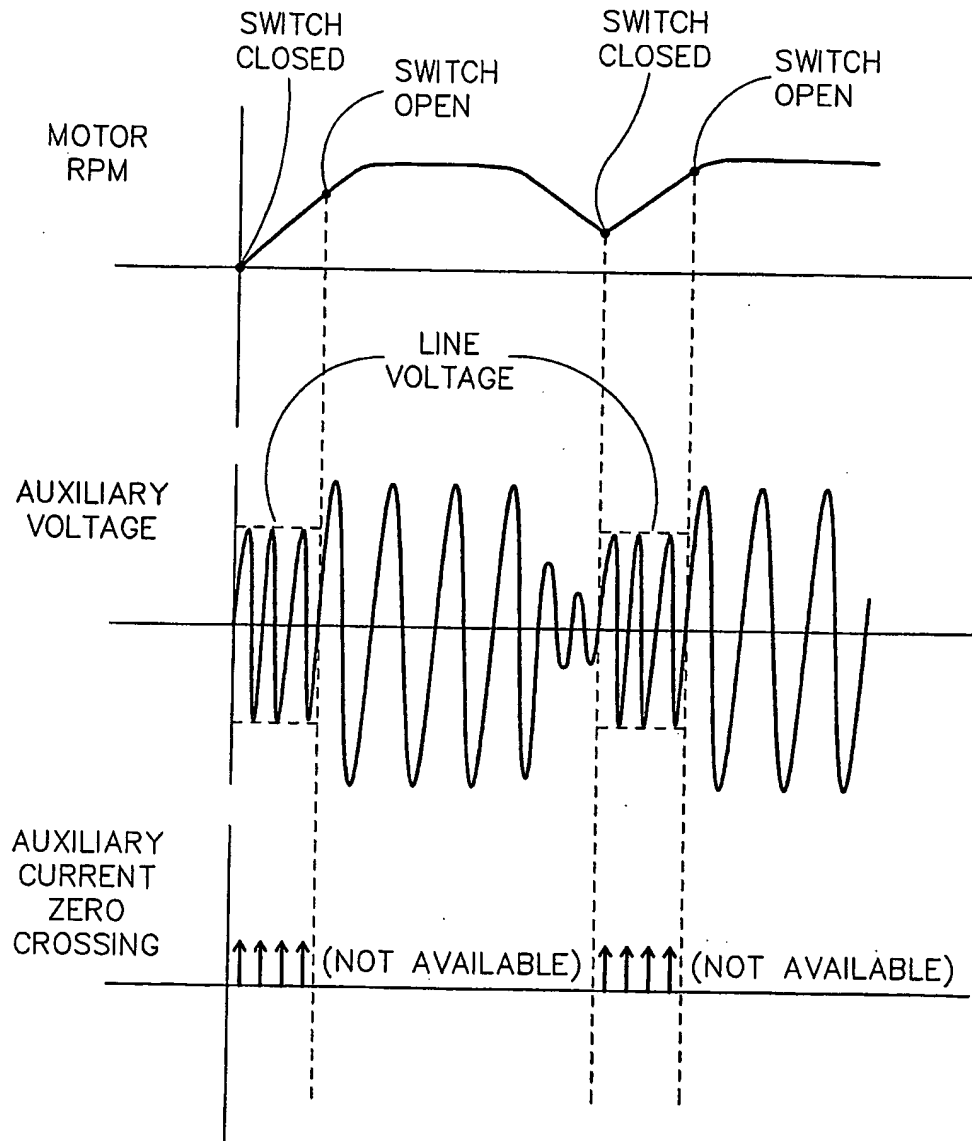 SWITCH
CLOSED
SWITCH
OPEN
SWITCH
CLOSED
SWITCH
OPEN
MOTOR
RPM
LINE
VOLTAGE
AUXILIARY
VOLTAGE
AUXILIARY
CURRENT
ZERO
CROSSING
(NOT AVAILABLE)
(NOT AVAILABLE)